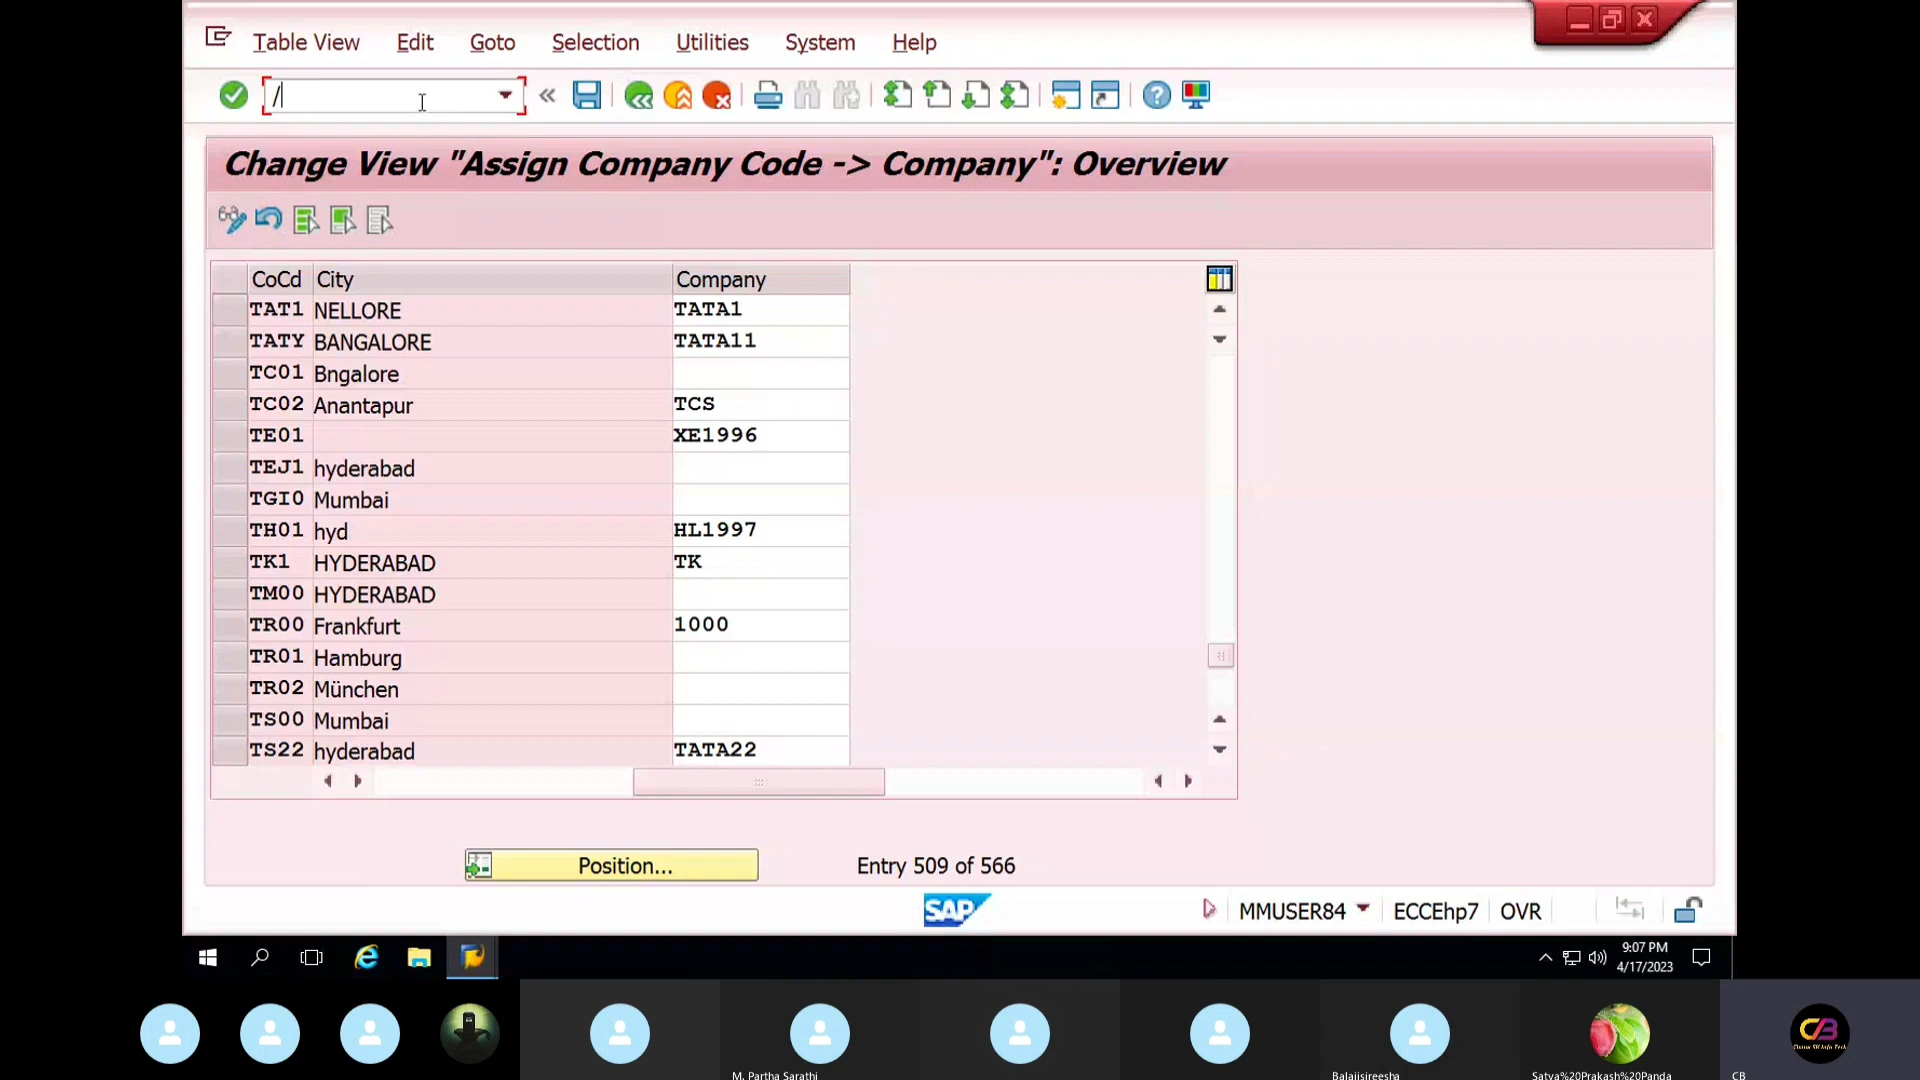 Table View Edit Goto Selection Utilities System Help
/
Change View "Assign Company Code -> Company": Overview
CoCd City Company
TAT1 NELLORE TATA1
TATY BANGALORE TATA11
TC01 Bngalore
TC02 Anantapur TCS
TE01 XE1996
TEJ1 hyderabad
TGI0 Mumbai
TH01 hyd HL1997
TK1 HYDERABAD TK
TM00 HYDERABAD
TR00 Frankfurt 1000
TR01 Hamburg
TR02 München
TS00 Mumbai
TS22 hyderabad TATA22
Position... Entry 509 of 566
SAP MMUSER84 ECCEhp7 OVR
9:07 PM
4/17/2023
CB
M. Partha Sarathi Balajisireesha Satya%20Prakash%20Panda CB